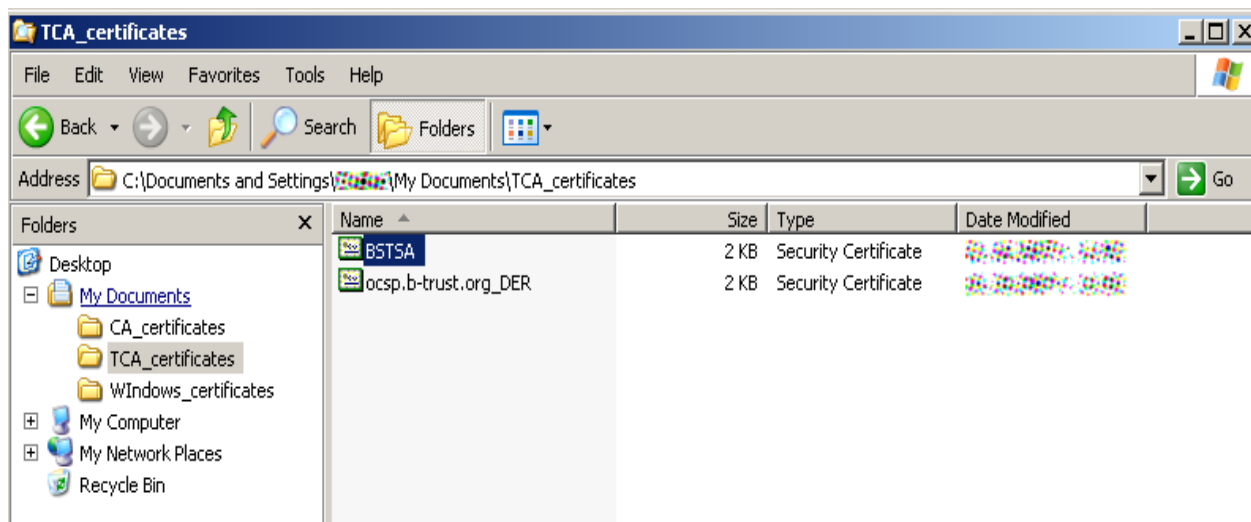 TCA_certificates
File Edit View Favorites Tools Help
Back Search Folders
Address C:\Documents and Settings\ \My Documents\TCA_certificates Go
Folders X Name Size Type Date Modified
BSTSA 2 KB Security Certificate
ocsp.b-trust.org_DER 2 KB Security Certificate
Desktop
My Documents
CA_certificates
TCA_certificates
WIndows_certificates
My Computer
My Network Places
Recycle Bin